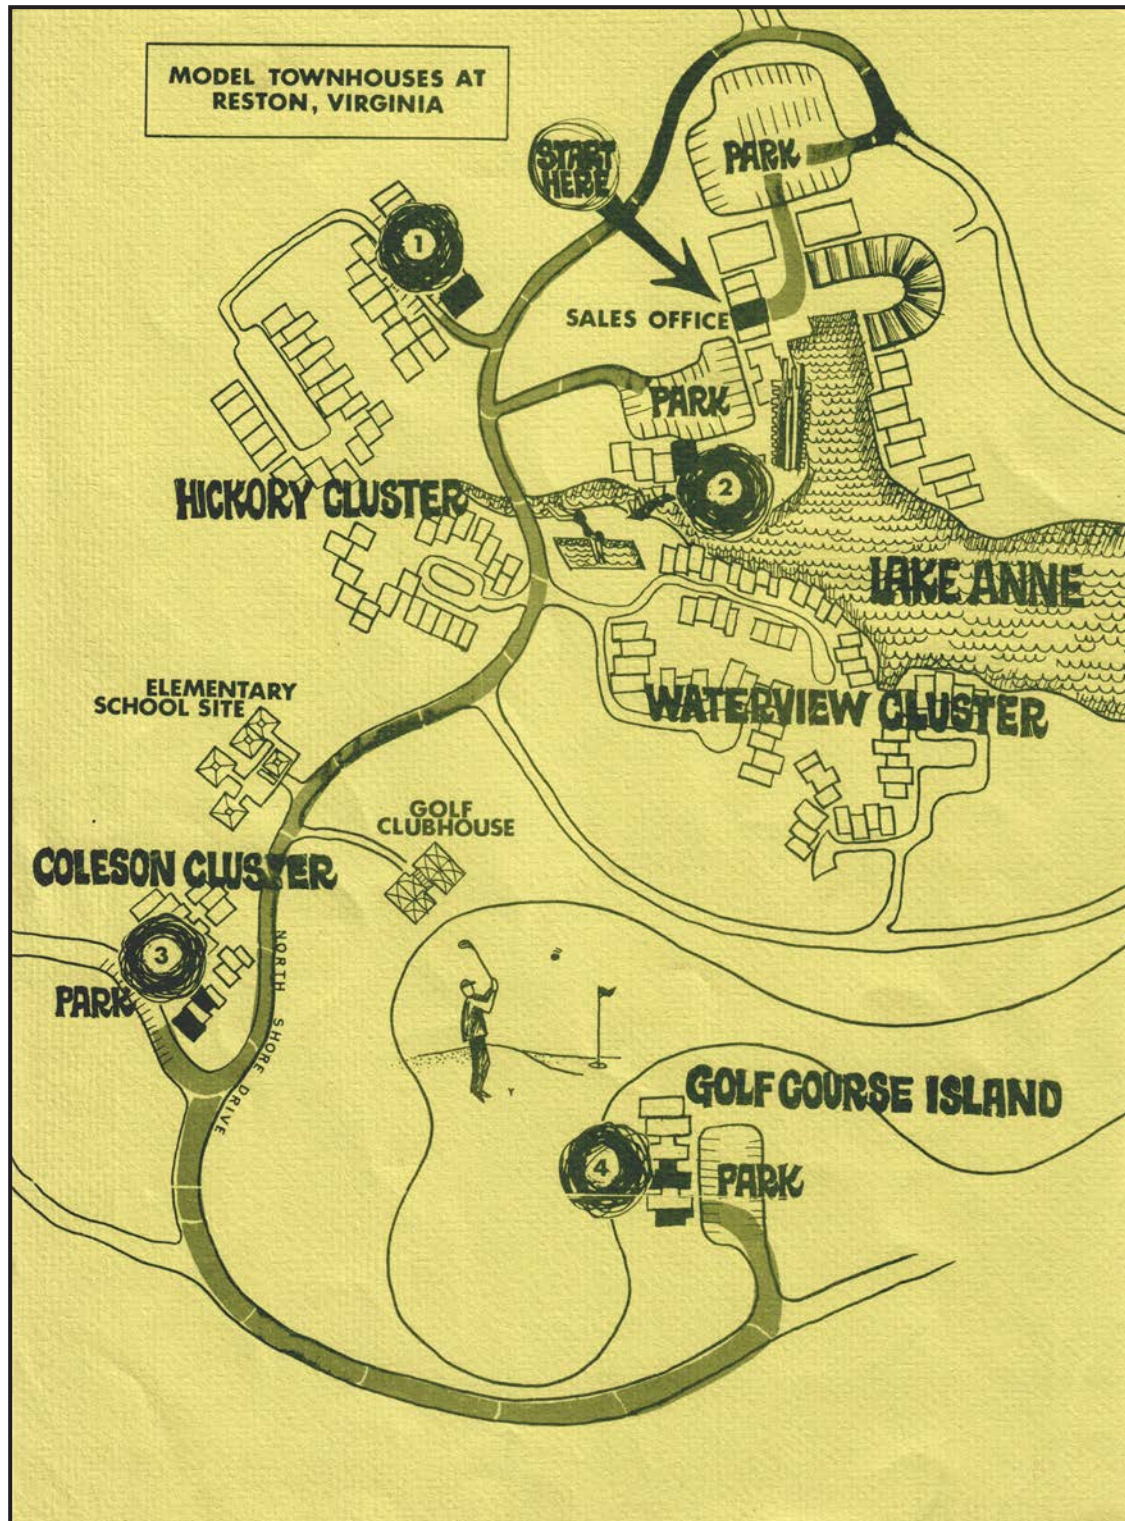 MODEL TOWNHOUSES AT
RESTON, VIRGINIA
START
HERE
PARK
1
SALES OFFICE
PARK
2
HICKORY CLUSTER
LAKE ANNE
ELEMENTARY
SCHOOL SITE
WATERVIEW CLUSTER
GOLF
CLUBHOUSE
COLESON CLUSTER
3
PARK
NORTH SHORE DRIVE
GOLF COURSE ISLAND
4
PARK